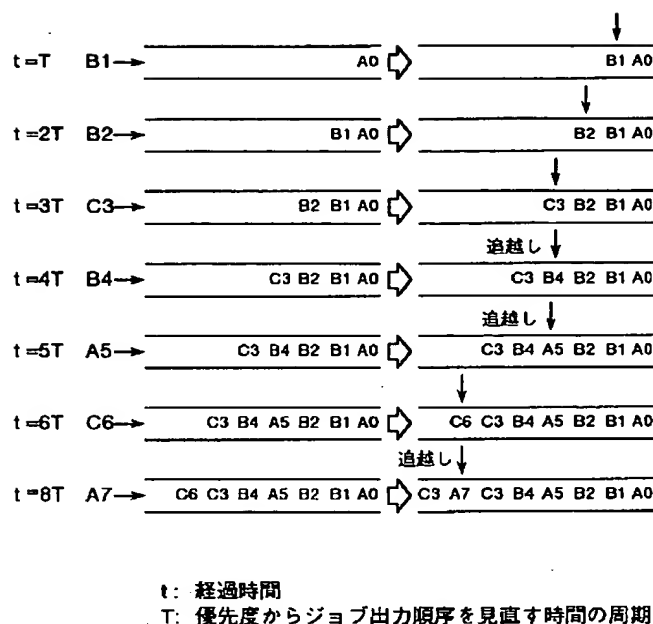 t=T B1→ A0 ⇨ B1 A0
t=2T B2→ B1 A0 ⇨ B2 B1 A0
t=3T C3→ B2 B1 A0 ⇨ C3 B2 B1 A0
追越し
t=4T B4→ C3 B2 B1 A0 ⇨ C3 B4 B2 B1 A0
追越し
t=5T A5→ C3 B4 B2 B1 A0 ⇨ C3 B4 A5 B2 B1 A0
t=6T C6→ C3 B4 A5 B2 B1 A0 ⇨ C6 C3 B4 A5 B2 B1 A0
追越し
t=8T A7→ C6 C3 B4 A5 B2 B1 A0 ⇨ C3 A7 C3 B4 A5 B2 B1 A0
t: 経過時間
T: 優先度からジョブ出力順序を見直す時間の周期